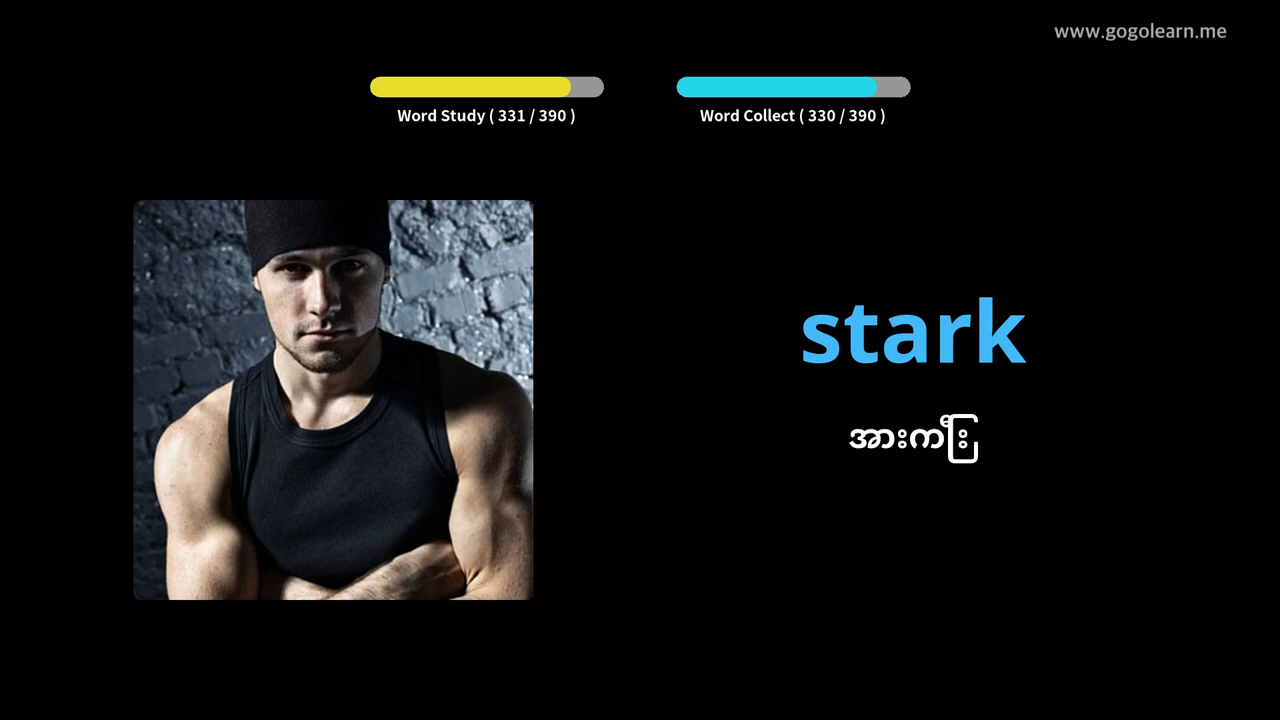 www.gogolearn.me
Word Study ( 331 / 390 )
Word Collect ( 330 / 390 )
stark
အားကြီး